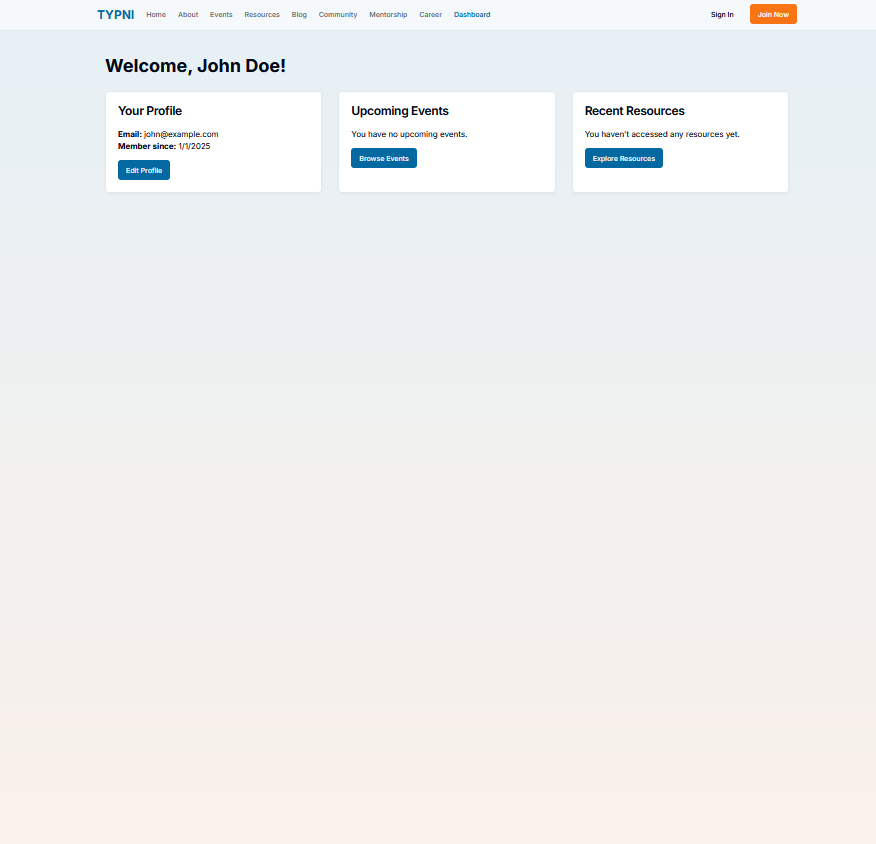 TYPNI Home About Events Resources Blog Community Mentorship Career Dashboard Sign In Join Now
Welcome, John Doe!
Your Profile
Email: john@example.com
Member since: 1/1/2025
Edit Profile
Upcoming Events
You have no upcoming events.
Browse Events
Recent Resources
You haven't accessed any resources yet.
Explore Resources